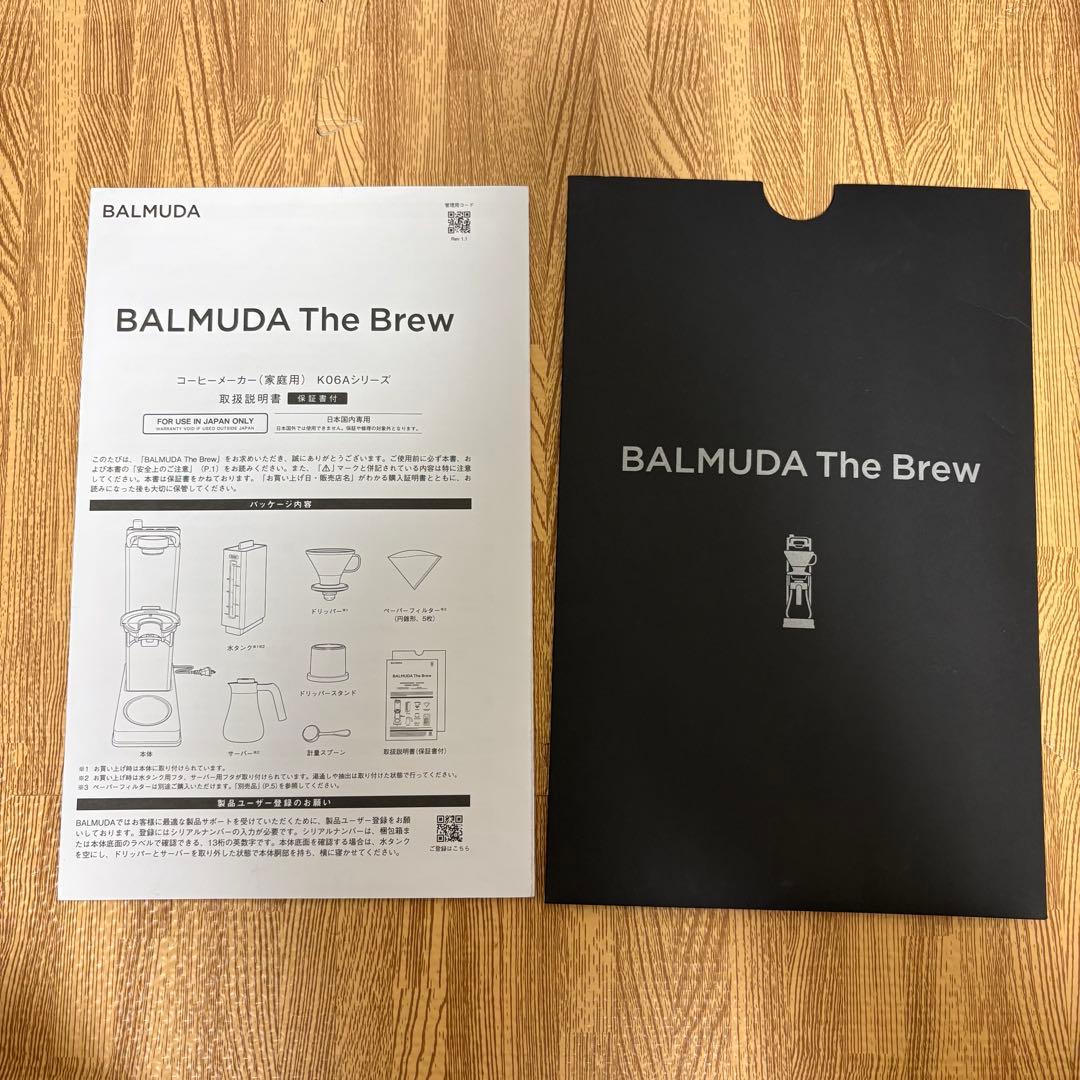 BALMUDA
管理用コード
Rev 1.1
BALMUDA The Brew
コーヒーメーカー（家庭用） K06Aシリーズ
取扱説明書 保証書付
FOR USE IN JAPAN ONLY
WARRANTY VOID IF USED OUTSIDE JAPAN
日本国内専用
日本国外では使用できません。保証や修理の対象外となります。
このたびは、「BALMUDA The Brew」をお求めいただき、誠にありがとうございます。ご使用前に必ず本書、お
よび本書の「安全上のご注意」（P.1）をお読みください。また、「⚠」マークと併記されている内容は特に注意
してください。本書は保証書をかねております。「お買い上げ日・販売店名」がわかる購入証明書とともに、お
読みになった後も大切に保管してください。
パッケージ内容
本体
水タンク※1※2
ドリッパー※1
ペーパーフィルター※3
（円錐形、5枚）
サーバー※2
ドリッパースタンド
計量スプーン
BALMUDA The Brew
取扱説明書（保証書付）
※1 お買い上げ時は本体に取り付けられています。
※2 お買い上げ時は水タンク用フタ、サーバー用フタが取り付けられています。湯通しや抽出は取り付けた状態で行ってください。
※3 ペーパーフィルターは別途ご購入いただけます。「別売品」（P.5）を参照してください。
製品ユーザー登録のお願い
BALMUDAではお客様に最適な製品サポートを受けていただくために、製品ユーザー登録をお願
いしております。登録にはシリアルナンバーの入力が必要です。シリアルナンバーは、梱包箱ま
たは本体底面のラベルで確認できる、13桁の英数字です。本体底面を確認する場合は、水タンク
を空にし、ドリッパーとサーバーを取り外した状態で本体胴部を持ち、横に寝かせてください。
ご登録はこちら
BALMUDA The Brew